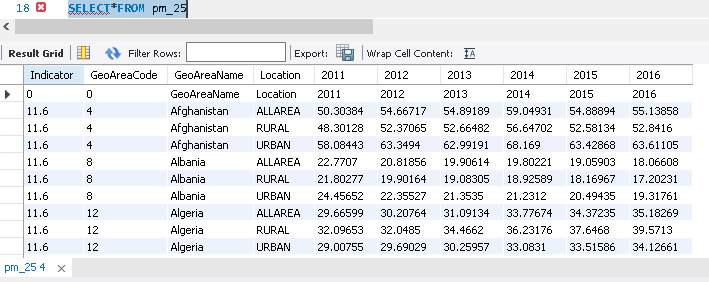 18 SELECT*FROM pm_25
Result Grid Filter Rows: Export: Wrap Cell Content:
Indicator GeoAreaCode GeoAreaName Location 2011 2012 2013 2014 2015 2016
0 0 GeoAreaName Location 2011 2012 2013 2014 2015 2016
11.6 4 Afghanistan ALLAREA 50.30384 54.66717 54.89189 59.04931 54.88894 55.13858
11.6 4 Afghanistan RURAL 48.30128 52.37065 52.66482 56.64702 52.58134 52.8416
11.6 4 Afghanistan URBAN 58.08443 63.3494 62.99191 68.169 63.42868 63.61105
11.6 8 Albania ALLAREA 22.7707 20.81856 19.90614 19.80221 19.05903 18.06608
11.6 8 Albania RURAL 21.80277 19.90164 19.08305 18.92589 18.16967 17.20231
11.6 8 Albania URBAN 24.45652 22.35527 21.3535 21.2312 20.49435 19.31761
11.6 12 Algeria ALLAREA 29.66599 30.20764 31.09134 33.77674 34.37235 35.18269
11.6 12 Algeria RURAL 32.09653 32.0485 34.4662 36.23176 37.6468 39.5713
11.6 12 Algeria URBAN 29.00755 29.69029 30.25957 33.0831 33.51586 34.12661
pm_25 4